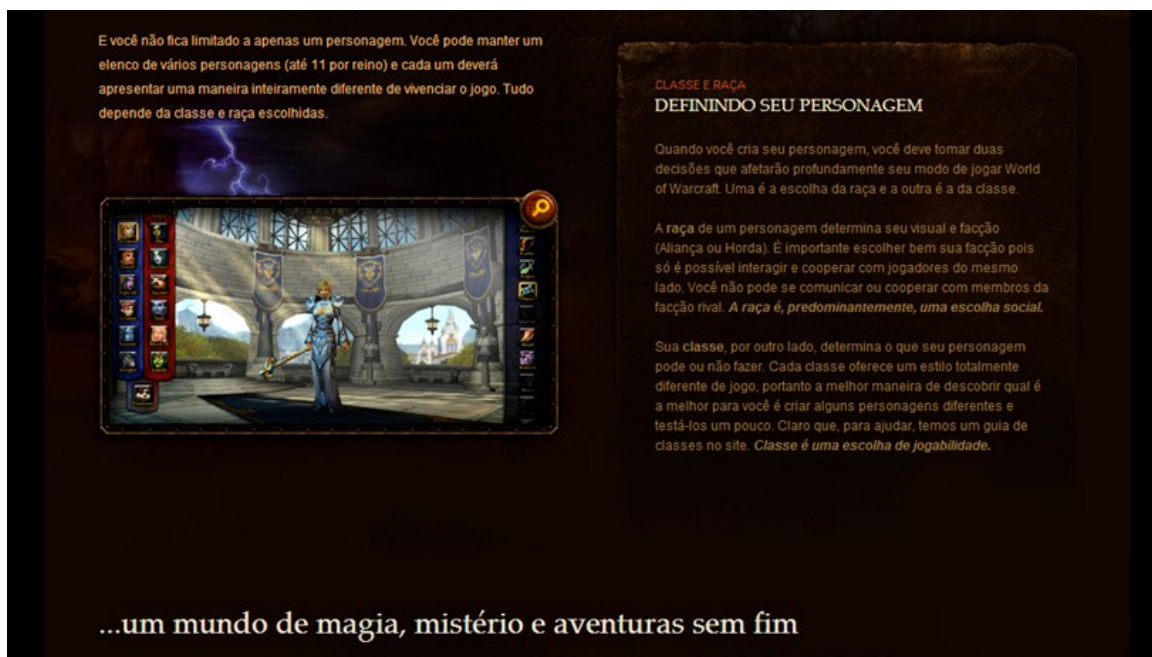 E você não fica limitado a apenas um personagem. Você pode manter um
elenco de vários personagens (até 11 por reino) e cada um deverá
apresentar uma maneira inteiramente diferente de vivenciar o jogo. Tudo
depende da classe e raça escolhidas.
CLASSE E RAÇA
DEFININDO SEU PERSONAGEM
Quando você cria seu personagem, você deve tomar duas
decisões que afetarão profundamente seu modo de jogar World
of Warcraft. Uma é a escolha da raça e a outra é a da classe.
A raça de um personagem determina seu visual e facção
(Aliança ou Horda). É importante escolher bem sua facção pois
só é possível interagir e cooperar com jogadores do mesmo
lado. Você não pode se comunicar ou cooperar com membros da
facção rival. A raça é, predominantemente, uma escolha social.
Sua classe, por outro lado, determina o que seu personagem
pode ou não fazer. Cada classe oferece um estilo totalmente
diferente de jogo, portanto a melhor maneira de descobrir qual é
a melhor para você é criar alguns personagens diferentes e
testá-los um pouco. Claro que, para ajudar, temos um guia de
classes no site. Classe é uma escolha de jogabilidade.
...um mundo de magia, mistério e aventuras sem fim